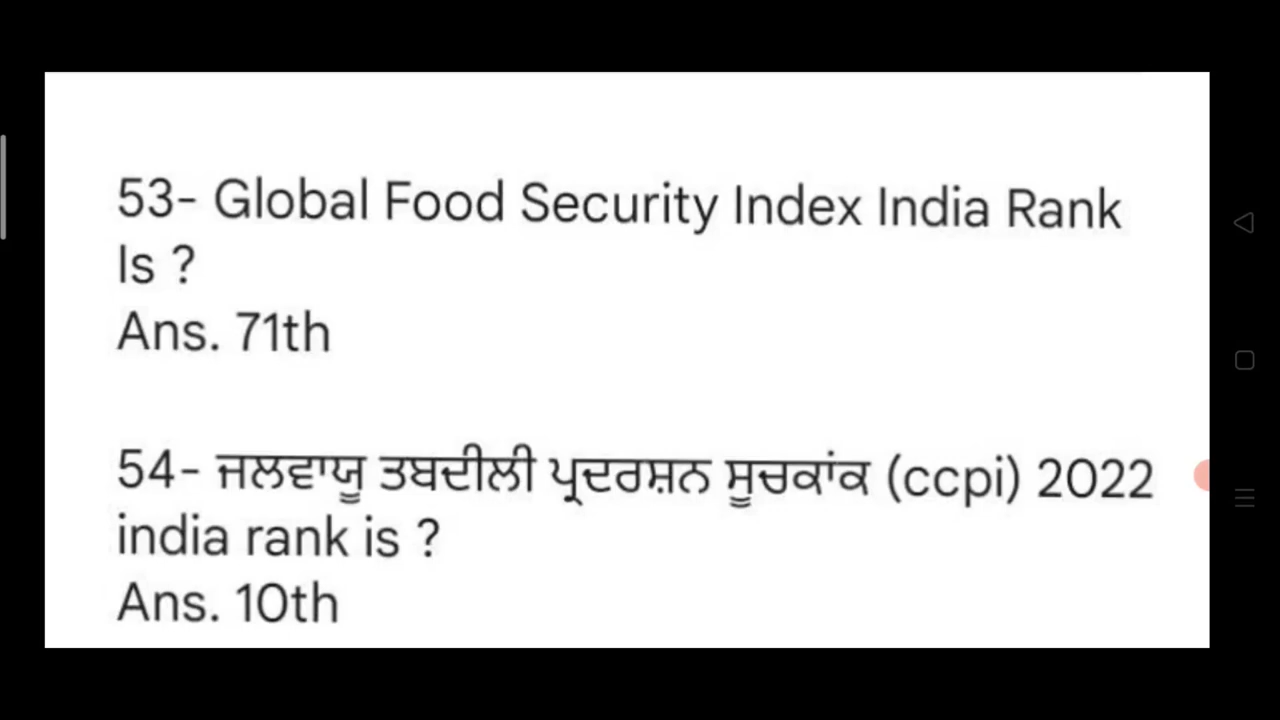 53- Global Food Security Index India Rank
Is ?
Ans. 71th
54- ਜਲਵਾਯੂ ਤਬਦੀਲੀ ਪ੍ਰਦਰਸ਼ਨ ਸੂਚਕਾਂਕ (ccpi) 2022
india rank is ?
Ans. 10th